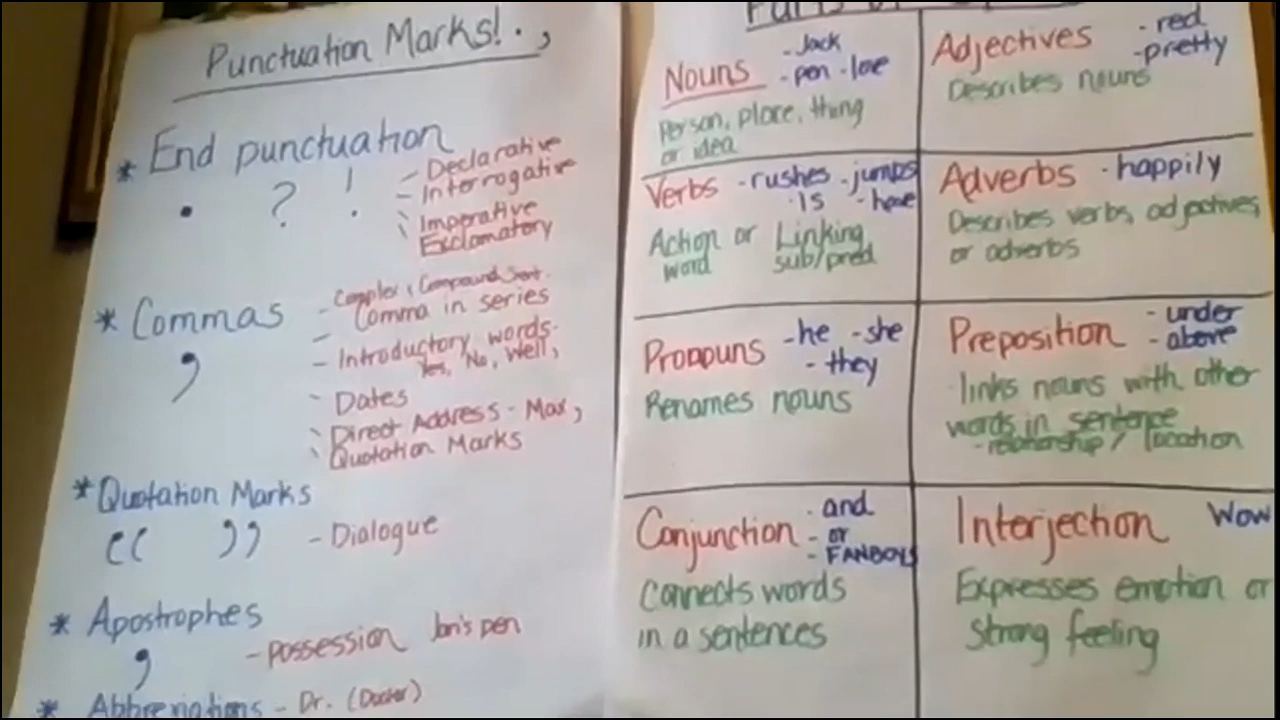 Punctuation Marks! . ,
* End punctuation
. ? !
- Declarative
- Interrogative
- Imperative
Exclamatory
* Commas
,
- Complex, Compound Sent.
- Comma in series
- Introductory words.
Yes, No, Well,
- Dates
- Direct Address - Max,
- Quotation Marks
* Quotation Marks
“ ” - Dialogue
* Apostrophes
, - Possession Jon's pen
* Abbreviations - Dr. (Doctor)
Nouns - Jack
- pen - love
Person, place, thing
or idea
Adjectives - red
- pretty
Describes nouns
Verbs - rushes - jumps
- is - have
Action or Linking
word sub/pred
Adverbs - happily
Describes verbs, adjectives,
or adverbs
Pronouns - he - she
- they
Renames nouns
Preposition - under
- above
- links nouns with other
words in sentence
- relationship / location
Conjunction - and
- or
- FANBOYS
Connects words
in a sentences
Interjection Wow
Expresses emotion or
strong feeling